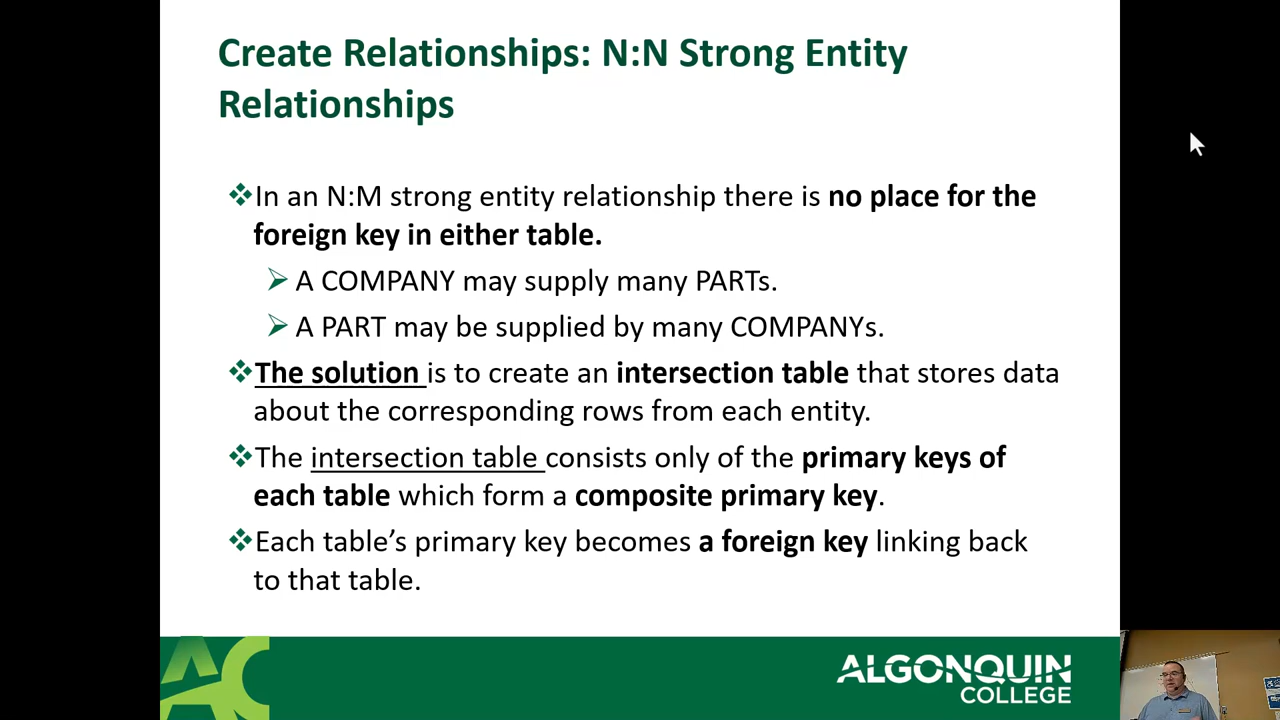 Create Relationships: N:N Strong Entity
Relationships
In an N:M strong entity relationship there is no place for the
foreign key in either table.
A COMPANY may supply many PARTs.
A PART may be supplied by many COMPANYs.
The solution is to create an intersection table that stores data
about the corresponding rows from each entity.
The intersection table consists only of the primary keys of
each table which form a composite primary key.
Each table’s primary key becomes a foreign key linking back
to that table.
AC
ALGONQUIN
COLLEGE